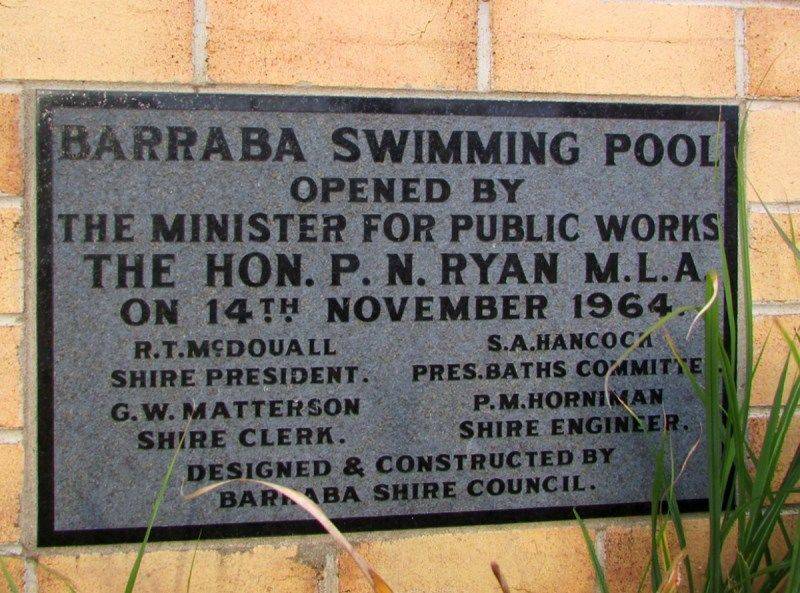 BARRABA SWIMMING POOL
OPENED BY
THE MINISTER FOR PUBLIC WORKS
THE HON. P. N. RYAN M.L.A.
ON 14TH NOVEMBER 1964
R.T. McDOUALL
SHIRE PRESIDENT.
S.A. HANCOCK
PRES. BATHS COMMITTEE.
G. W. MATTERSON
SHIRE CLERK.
P.M. HORNIMAN
SHIRE ENGINEER.
DESIGNED & CONSTRUCTED BY
BARRABA SHIRE COUNCIL.